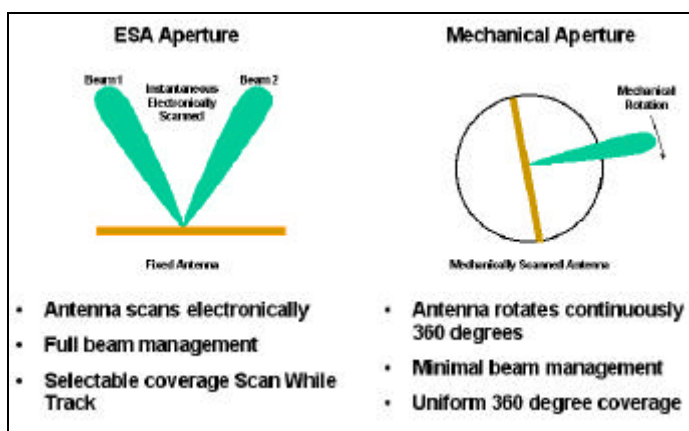 ESA Aperture
Beam 1
Instantaneous
Electronically
Scanned
Beam 2
Fixed Antenna
• Antenna scans electronically
• Full beam management
• Selectable coverage Scan While
Track
Mechanical Aperture
Mechanical
Rotation
Mechanically Scanned Antenna
• Antenna rotates continuously
360 degrees
• Minimal beam management
• Uniform 360 degree coverage